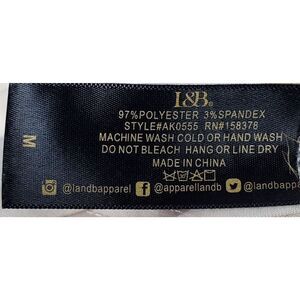 L&B®
97%POLYESTER 3%SPANDEX
STYLE#AK0555 RN#158378
MACHINE WASH COLD OR HAND WASH
DO NOT BLEACH HANG OR LINE DRY
MADE IN CHINA
M
@landbapparel @apparellandb @landbapp